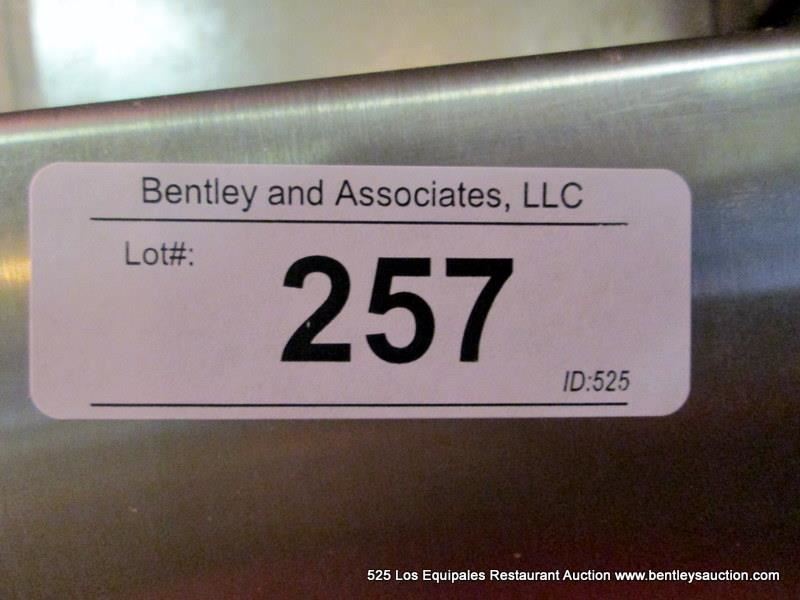 Bentley and Associates, LLC
Lot#:
257
ID:525
525 Los Equipales Restaurant Auction www.bentleysauction.com